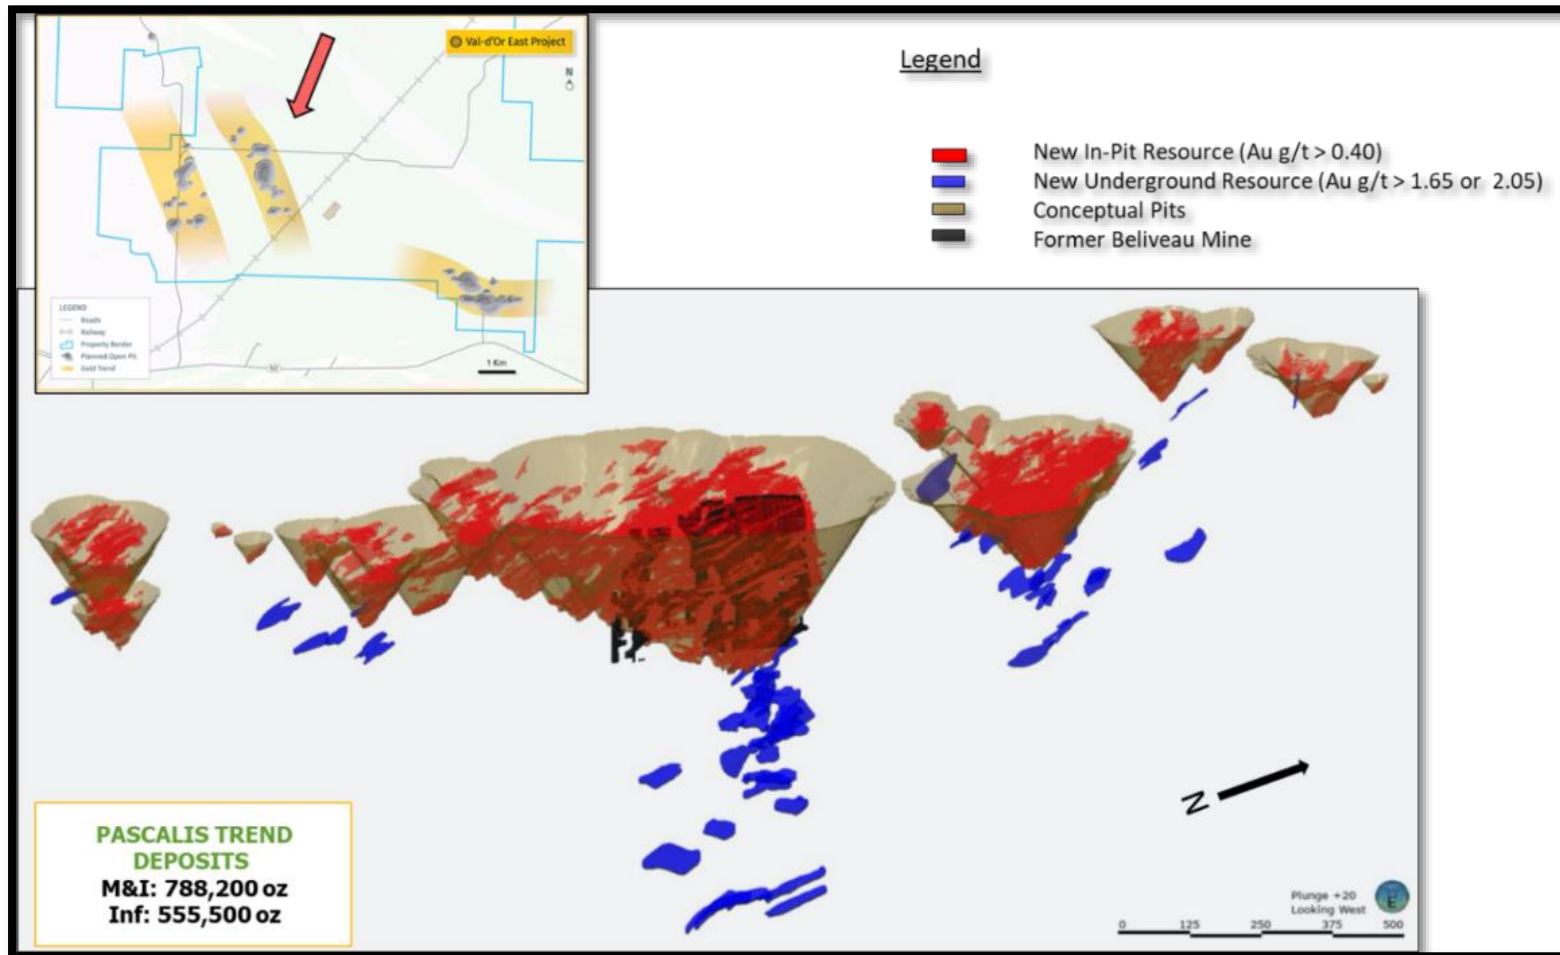 Val-d'Or East Project
N
LEGEND
Roads
Railway
Property Border
Planned Open Pit
Gold Trend
1 Km
Legend
New In-Pit Resource (Au g/t > 0.40)
New Underground Resource (Au g/t > 1.65 or 2.05)
Conceptual Pits
Former Beliveau Mine
PASCALIS TREND
DEPOSITS
M&I: 788,200 oz
Inf: 555,500 oz
N
Plunge +20
Looking West
E
0 125 250 375 500